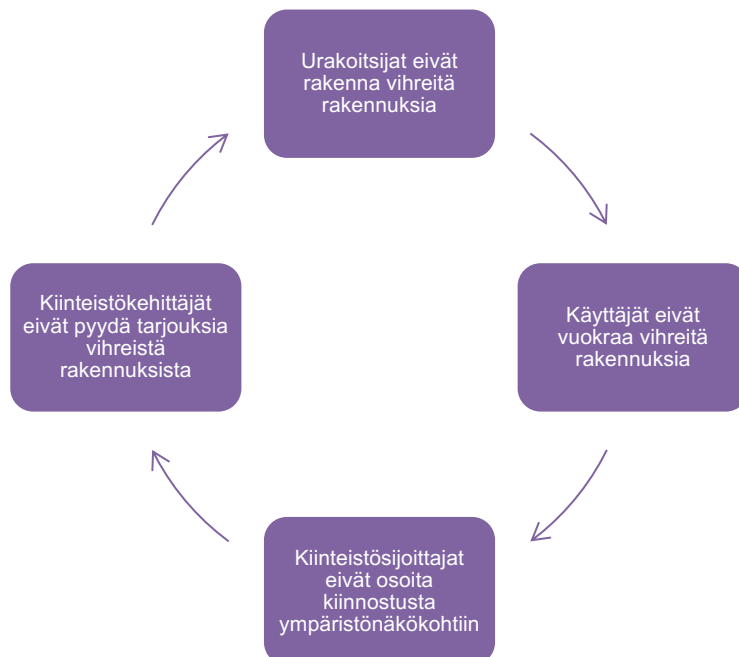 Urakoitsijat eivät
rakenna vihreitä
rakennuksia
Käyttäjät eivät
vuokraa vihreitä
rakennuksia
Kiinteistösijoittajat
eivät osoita
kiinnostusta
ympäristönäkökohtiin
Kiinteistökehittäjät
eivät pyydä tarjouksia
vihreistä
rakennuksista